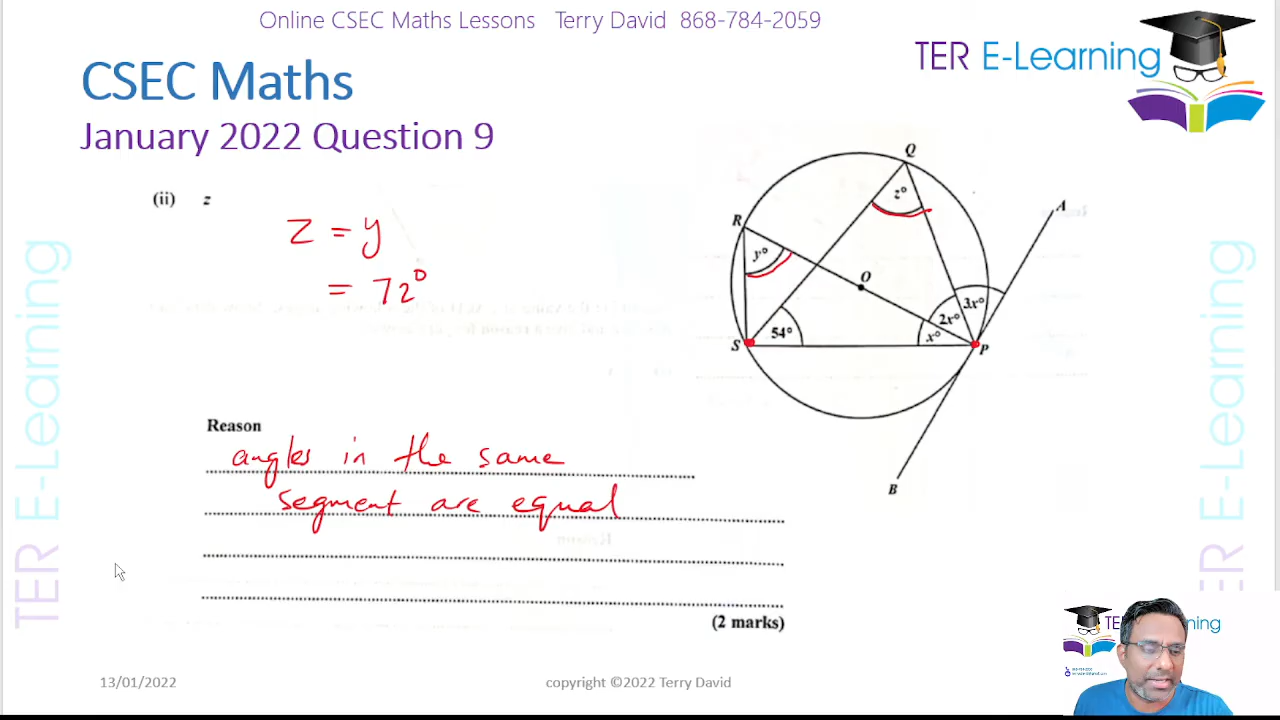 Online CSEC Maths Lessons Terry David 868-784-2059
TER E-Learning
CSEC Maths
January 2022 Question 9
(ii) z
z = y
= 72°
Reason
angles in the same
segment are equal
(2 marks)
Q
z°
A
R
y°
O
3x°
2x°
x°
54°
S
P
B
TER E-Learning
TER E-Learning
TER E-Learning
13/01/2022
copyright ©2022 Terry David